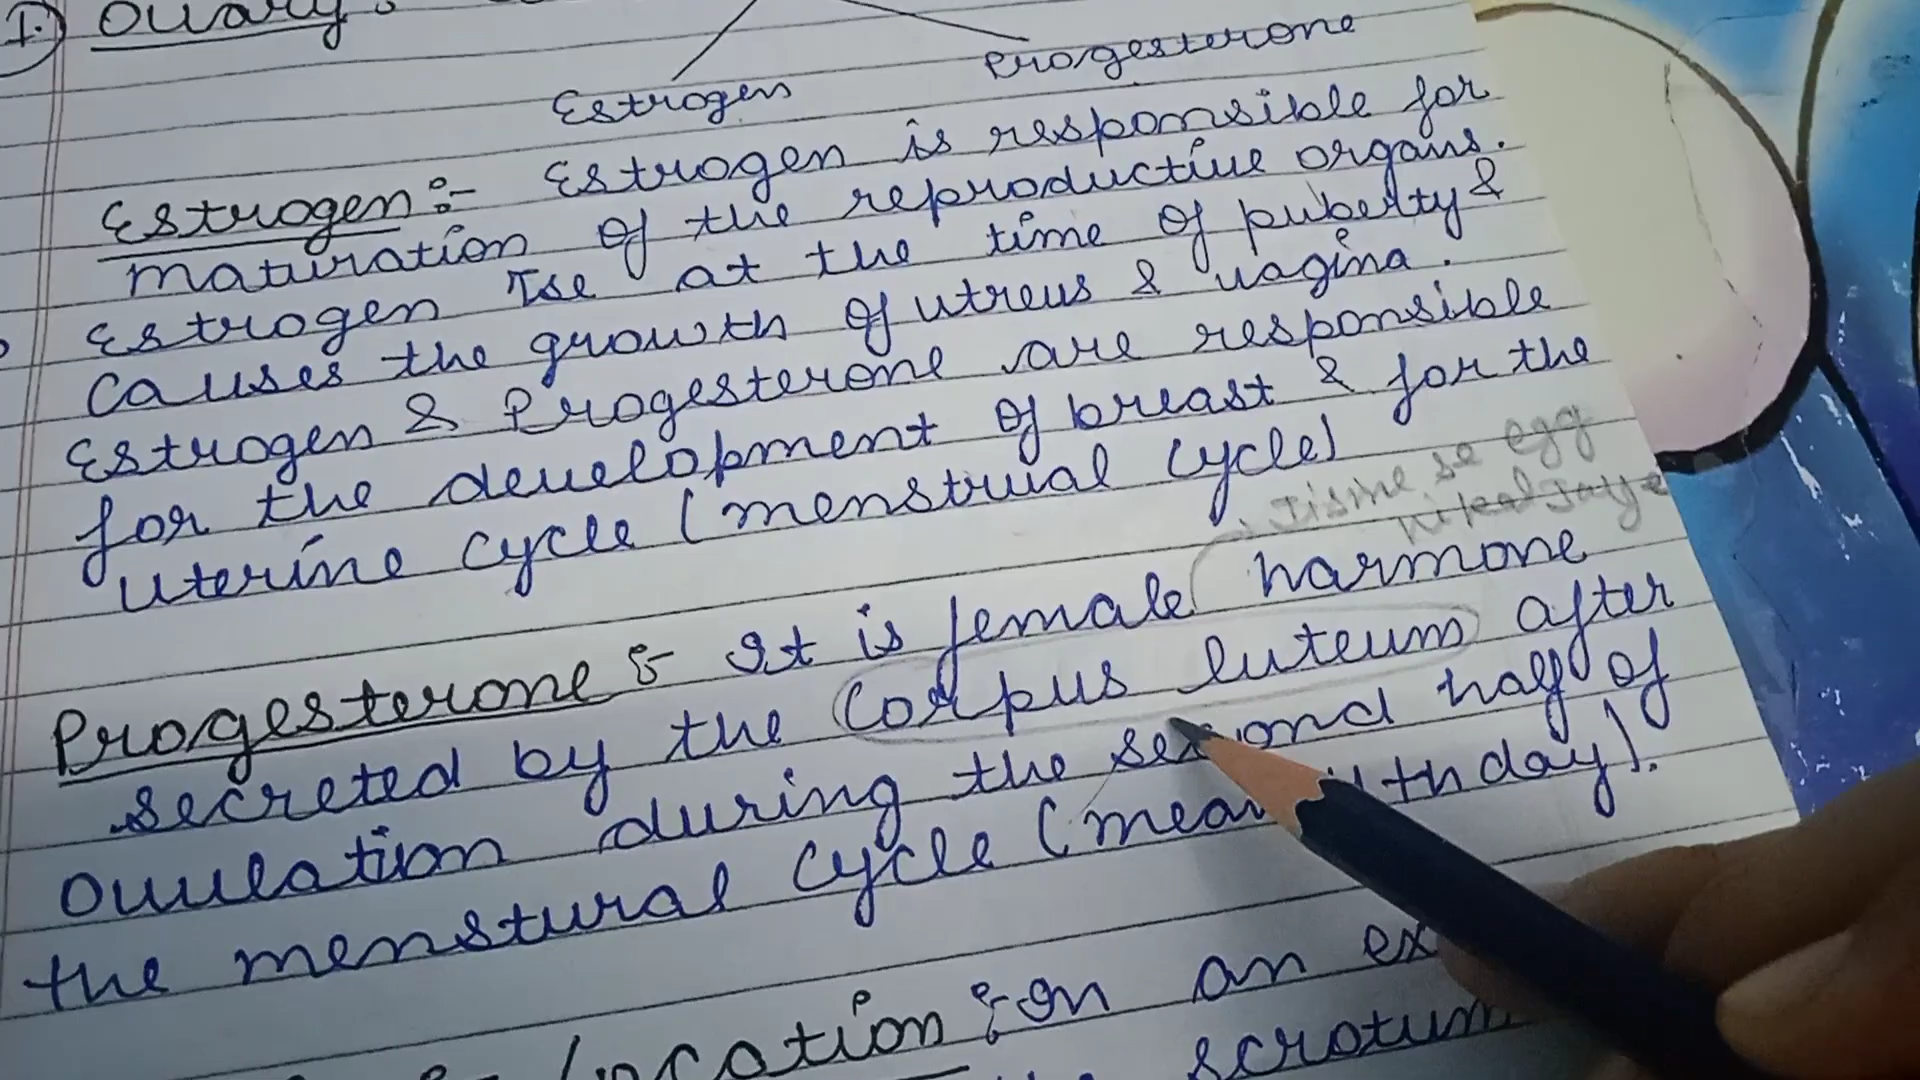 I. Ovary :
Estrogen Progesterone
Estrogen :- Estrogen is responsible for
maturation of the reproductive organs.
Estrogen Ise at the time of puberty &
causes the growth of utreus & vagina.
Estrogen & Progesterone are responsible
for the development of breast & for the
uterine cycle (menstrual cycle)
Jisme se egg
nikal jaye
Progesterone :- It is female harmone
secreted by the corpus luteum after
ovulation during the second half of
the menstural cycle (mean th day).
location :- On an ex
scrotum